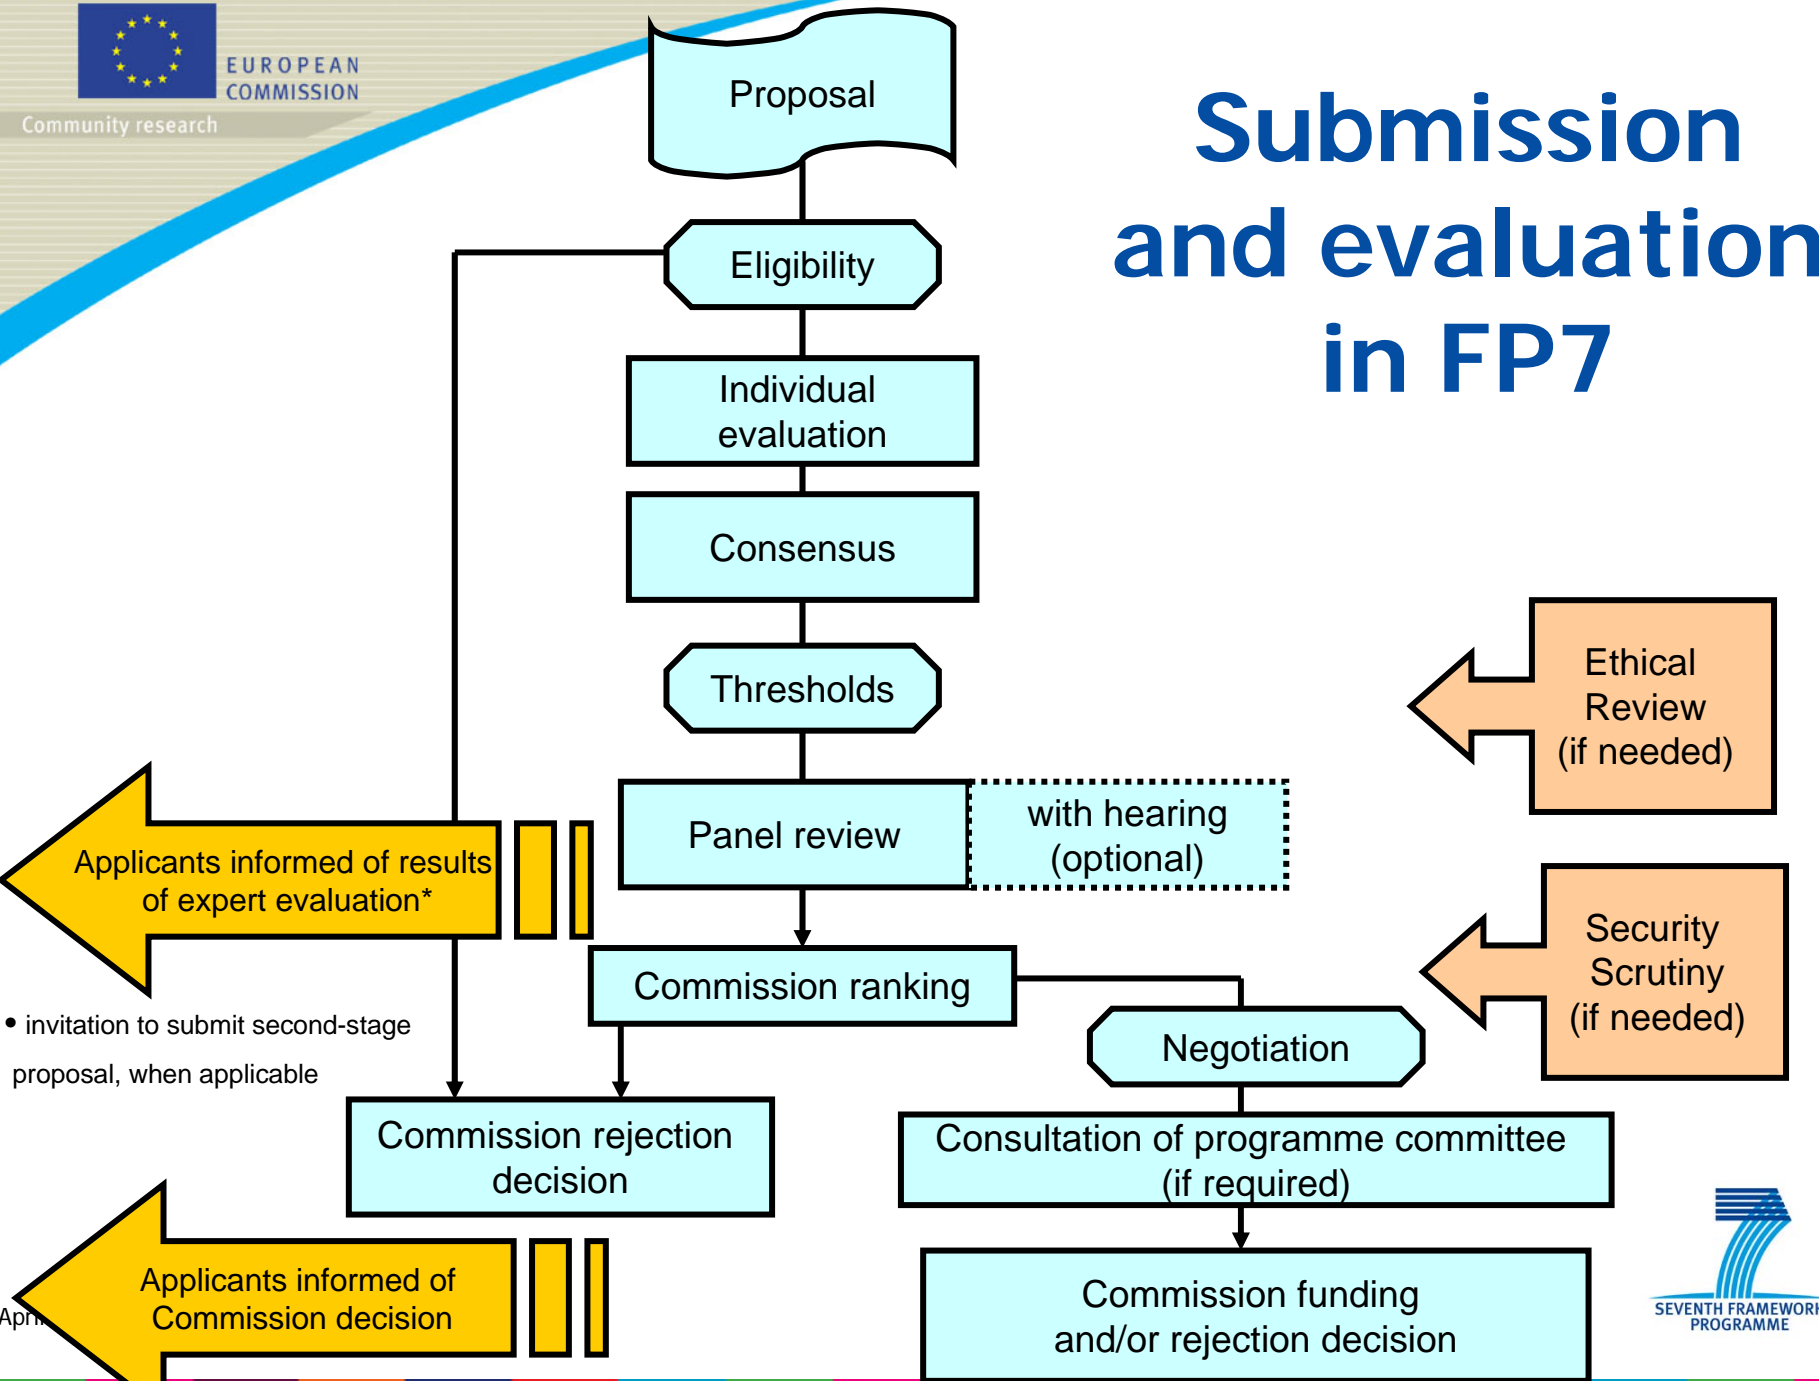 EUROPEAN
COMMISSION
Community research
Submission
and evaluation
in FP7
Proposal
Eligibility
Individual
evaluation
Consensus
Thresholds
Panel review
with hearing
(optional)
Ethical
Review
(if needed)
Applicants informed of results
of expert evaluation*
Commission ranking
Security
Scrutiny
(if needed)
• invitation to submit second-stage
proposal, when applicable
Negotiation
Commission rejection
decision
Consultation of programme committee
(if required)
Applicants informed of
Commission decision
Commission funding
and/or rejection decision
SEVENTH FRAMEWORK
PROGRAMME